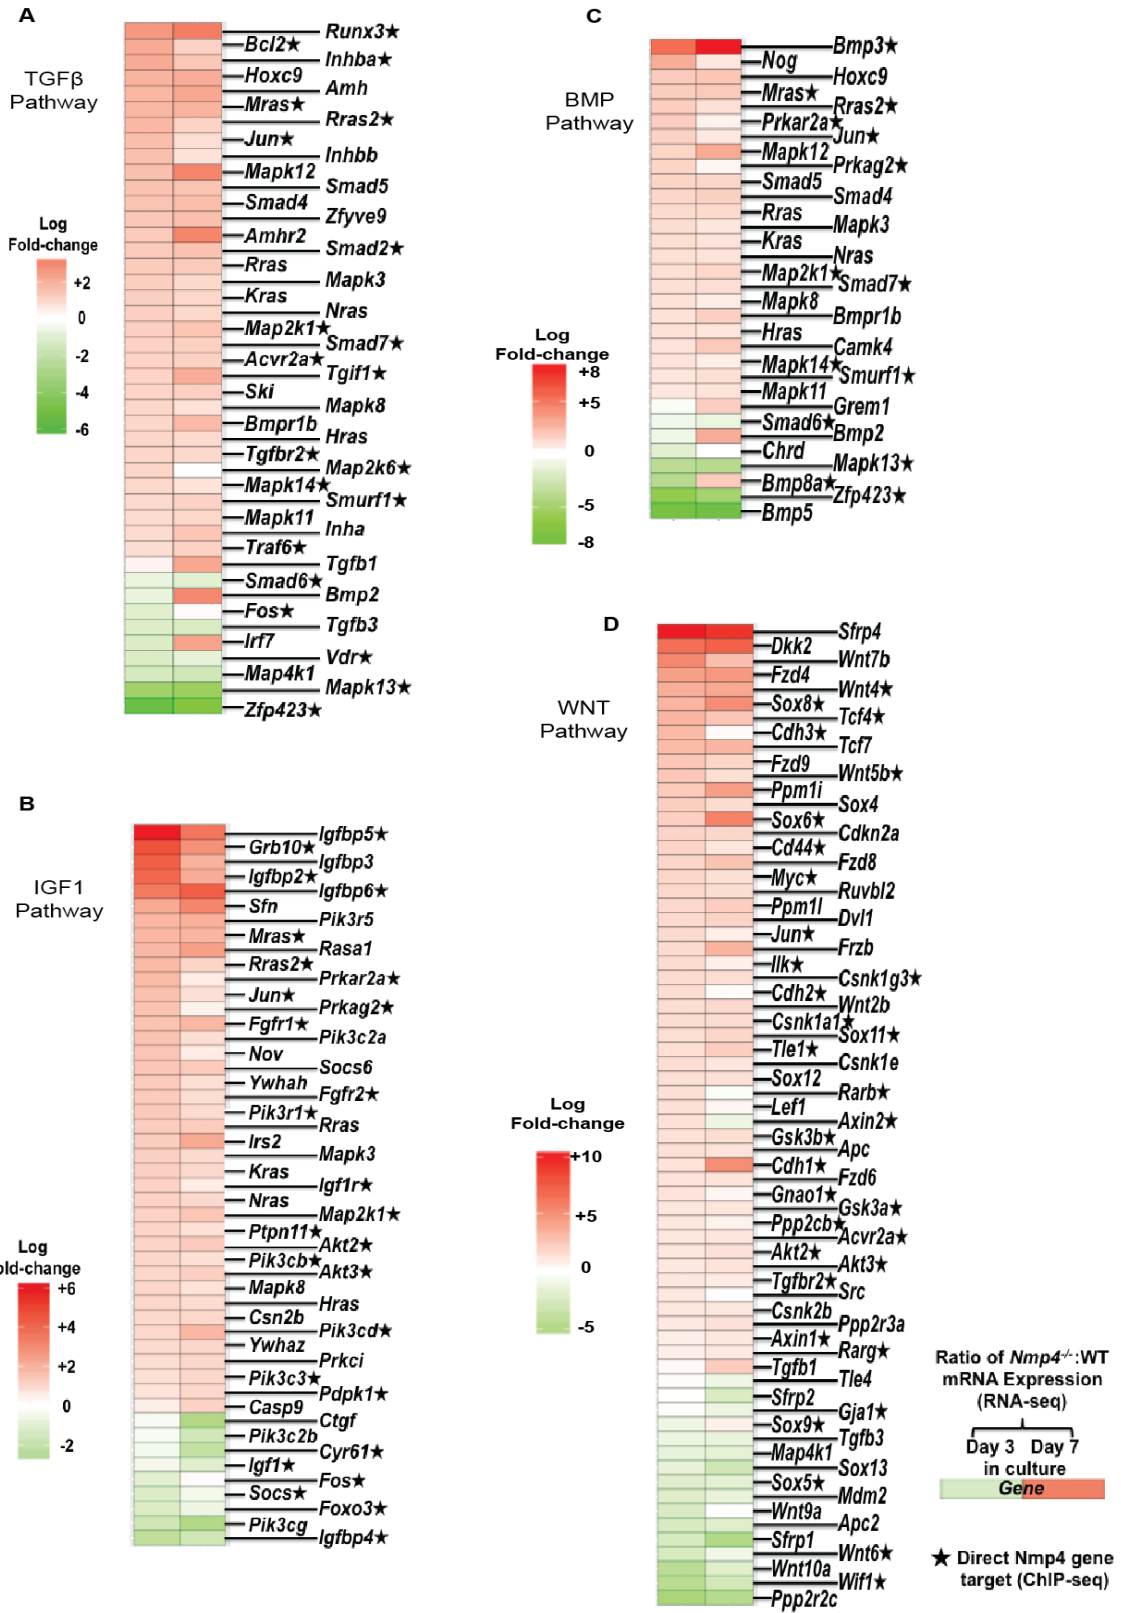 A
TGFβ
Pathway
Log
Fold-change
+2
0
-2
-4
-6
Runx3★
Bcl2★
Inhba★
Hoxc9
Amh
Mras★
Rras2★
Jun★
Inhbb
Mapk12
Smad5
Smad4
Zfyve9
Amhr2
Smad2★
Rras
Mapk3
Kras
Nras
Map2k1★
Smad7★
Acvr2a★
Tgif1★
Ski
Mapk8
Bmpr1b
Hras
Tgfbr2★
Map2k6★
Mapk14★
Smurf1★
Mapk11
Inha
Traf6★
Tgfb1
Smad6★
Bmp2
Fos★
Tgfb3
Irf7
Vdr★
Map4k1
Mapk13★
Zfp423★
B
IGF1
Pathway
Log
old-change
+6
+4
+2
0
-2
Igfbp5★
Grb10★
Igfbp3
Igfbp2★
Igfbp6★
Sfn
Pik3r5
Mras★
Rasa1
Rras2★
Prkar2a★
Jun★
Prkag2★
Fgfr1★
Pik3c2a
Nov
Socs6
Ywhah
Fgfr2★
Pik3r1★
Rras
Irs2
Mapk3
Kras
Igf1r★
Nras
Map2k1★
Ptpn11★
Akt2★
Pik3cb★
Akt3★
Mapk8
Hras
Csn2b
Pik3cd★
Ywhaz
Prkci
Pik3c3★
Pdpk1★
Casp9
Ctgf
Pik3c2b
Cyr61★
Igf1★
Fos★
Socs★
Foxo3★
Pik3cg
Igfbp4★
C
BMP
Pathway
Log
Fold-change
+8
+5
0
-5
-8
Bmp3★
Nog
Hoxc9
Mras★
Rras2★
Prkar2a★
Jun★
Mapk12
Prkag2★
Smad5
Smad4
Rras
Mapk3
Kras
Nras
Map2k1★
Smad7★
Mapk8
Bmpr1b
Hras
Camk4
Mapk14★
Smurf1★
Mapk11
Grem1
Smad6★
Bmp2
Chrd
Mapk13★
Bmp8a★
Zfp423★
Bmp5
D
WNT
Pathway
Log
Fold-change
+10
+5
0
-5
Sfrp4
Dkk2
Wnt7b
Fzd4
Wnt4★
Sox8★
Tcf4★
Cdh3★
Tcf7
Fzd9
Wnt5b★
Ppm1i
Sox4
Sox6★
Cdkn2a
Cd44★
Fzd8
Myc★
Ruvbl2
Ppm1l
Dvl1
Jun★
Frzb
Ilk★
Csnk1g3★
Cdh2★
Wnt2b
Csnk1a1★
Sox11★
Tle1★
Csnk1e
Sox12
Rarb★
Lef1
Axin2★
Gsk3b★
Apc
Cdh1★
Fzd6
Gnao1★
Gsk3a★
Ppp2cb★
Acvr2a★
Akt2★
Akt3★
Tgfbr2★
Src
Csnk2b
Ppp2r3a
Axin1★
Rarg★
Tgfb1
Tle4
Sfrp2
Gja1★
Sox9★
Tgfb3
Map4k1
Sox13
Sox5★
Mdm2
Wnt9a
Apc2
Sfrp1
Wnt6★
Wnt10a
Wif1★
Ppp2r2c
Ratio of Nmp4-/-:WT
mRNA Expression
(RNA-seq)
Day 3 Day 7
in culture
Gene
★ Direct Nmp4 gene
target (ChIP-seq)